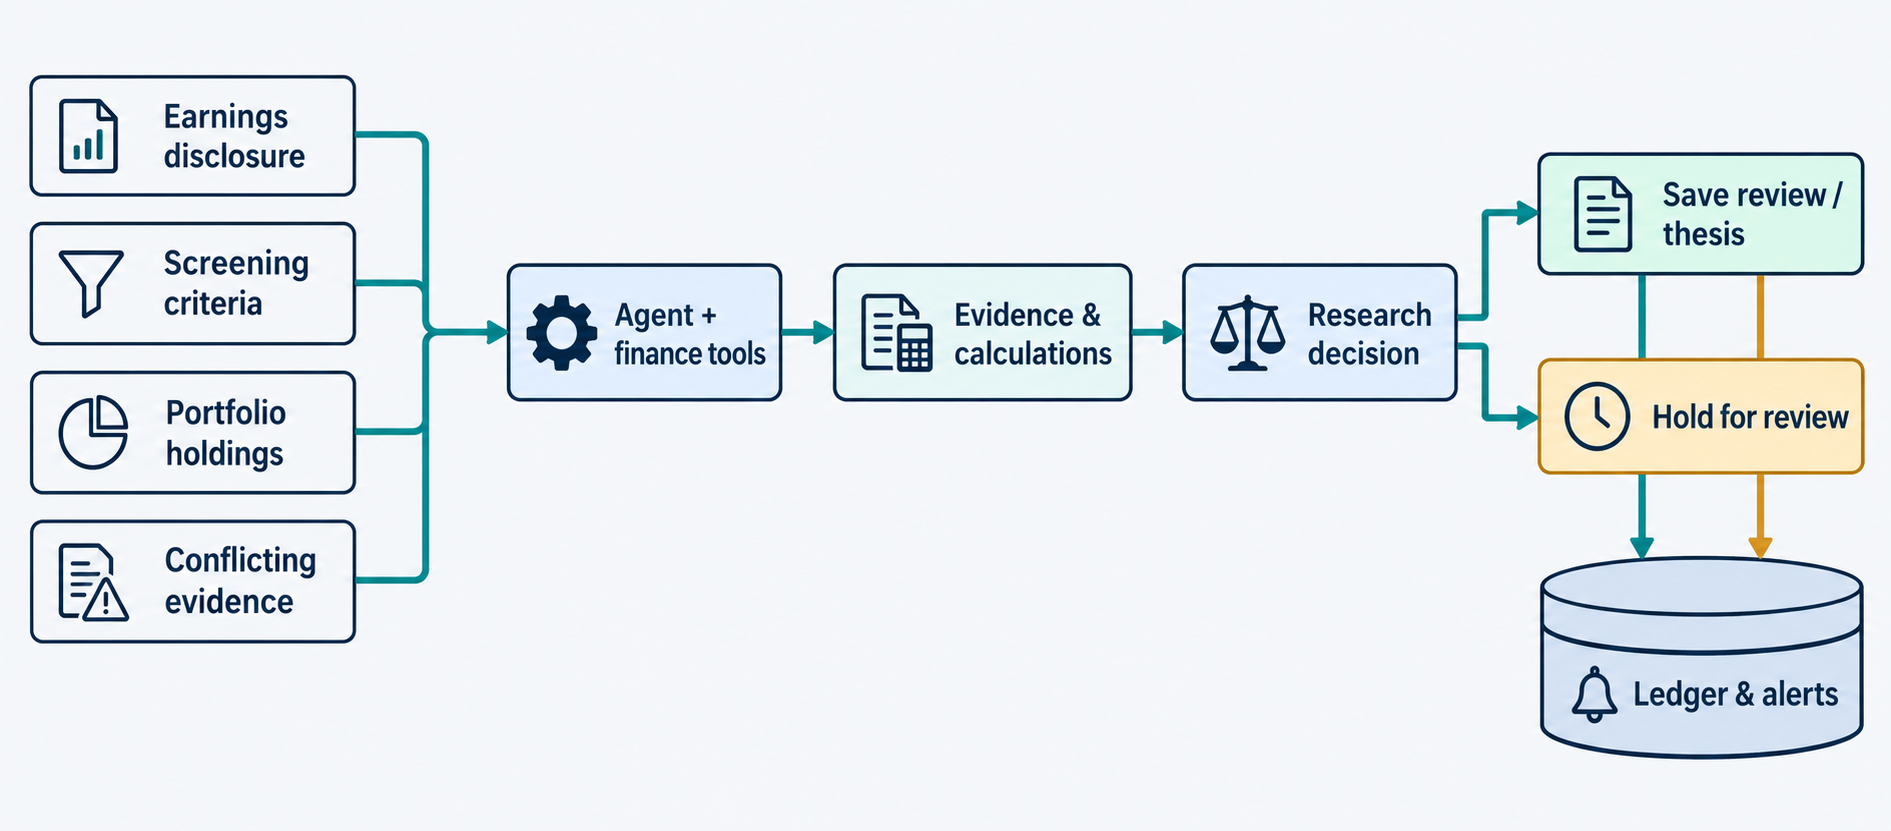 Earnings
disclosure
Screening
criteria
Portfolio
holdings
Conflicting
evidence
Agent +
finance tools
Evidence &
calculations
Research
decision
Save review /
thesis
Hold for review
Ledger & alerts